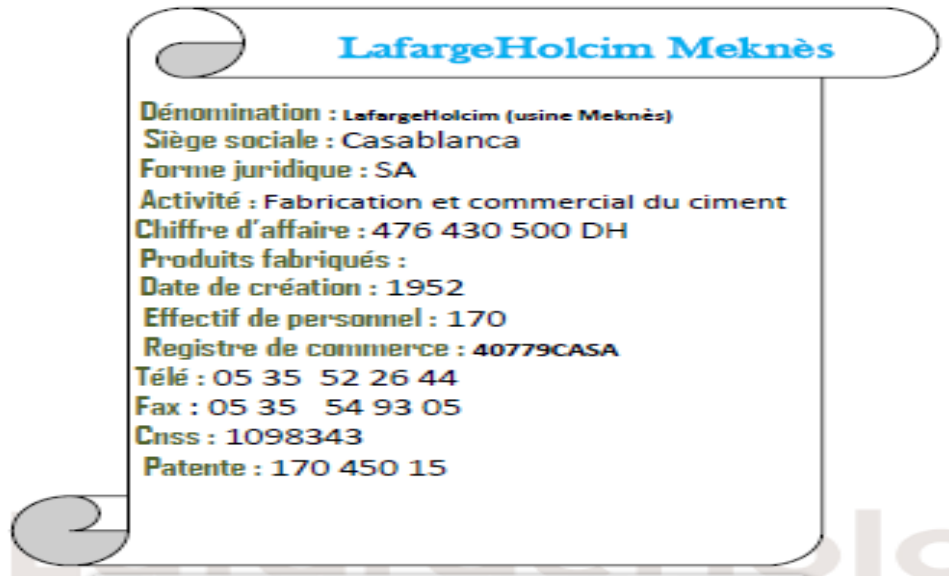 LafargeHolcim Meknès
Dénomination : LafargeHolcim (usine Meknès)
Siège sociale : Casablanca
Forme juridique : SA
Activité : Fabrication et commercial du ciment
Chiffre d'affaire : 476 430 500 DH
Produits fabriqués :
Date de création : 1952
Effectif de personnel : 170
Registre de commerce : 40779CASA
Télé : 05 35 52 26 44
Fax : 05 35 54 93 05
Cnss : 1098343
Patente : 170 450 15